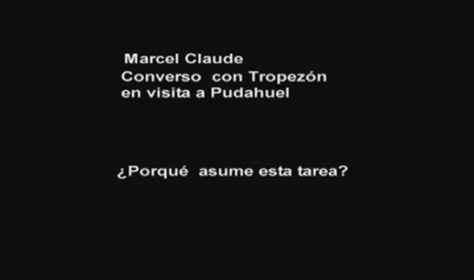 Marcel Claude
Converso con Tropezón
en visita a Pudahuel
¿Porqué asume esta tarea?